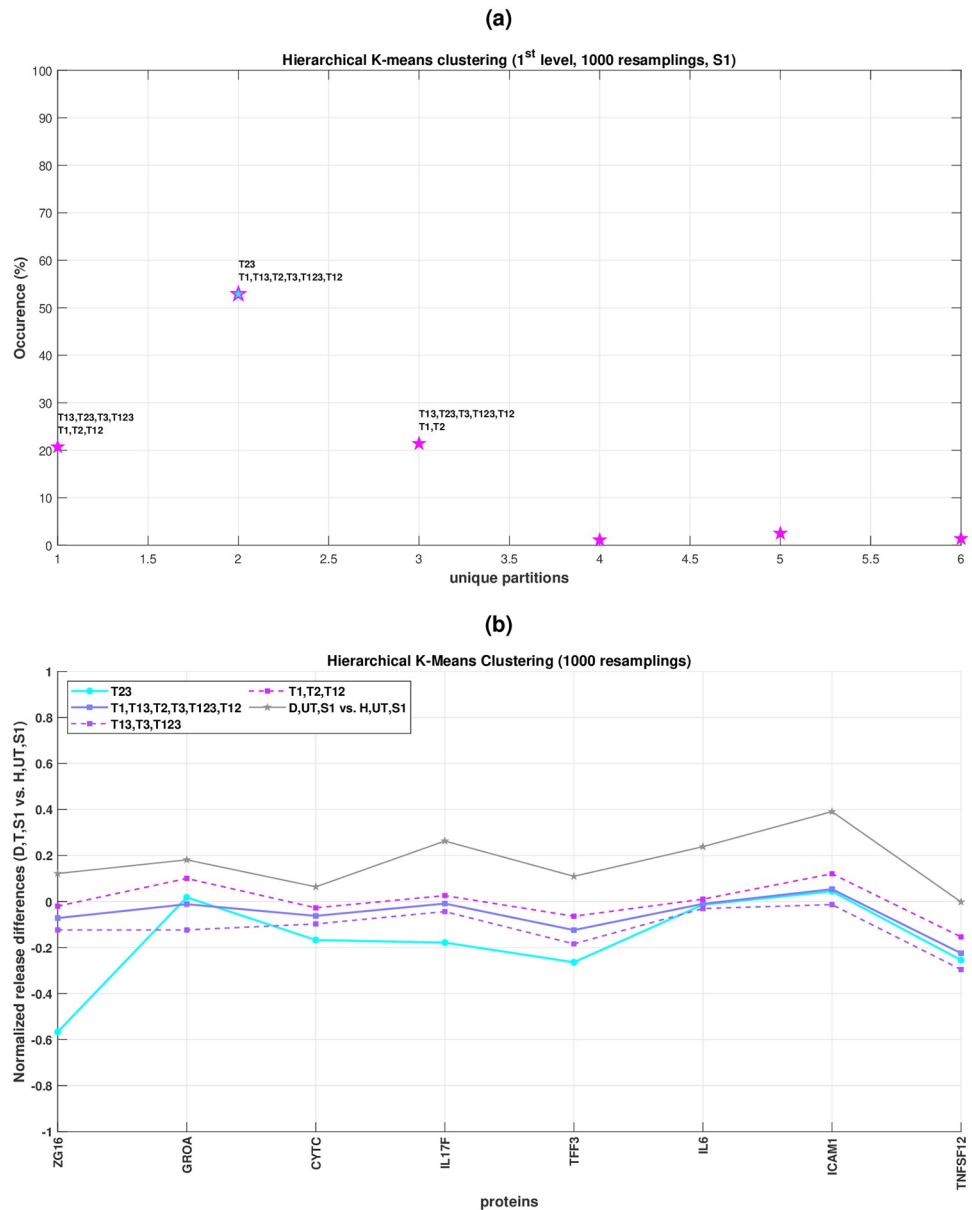 (a)
Hierarchical K-means clustering (1st level, 1000 resamplings, S1)
100
90
80
70
60
50
40
30
20
10
0
Occurence (%)
T23
T1,T13,T2,T3,T123,T12
T13,T23,T3,T123
T1,T2,T12
T13,T23,T3,T123,T12
T1,T2
1 1.5 2 2.5 3 3.5 4 4.5 5 5.5 6
unique partitions
(b)
Hierarchical K-Means Clustering (1000 resamplings)
T23
T1,T13,T2,T3,T123,T12
T13,T3,T123
T1,T2,T12
D,UT,S1 vs. H,UT,S1
1
0.8
0.6
0.4
0.2
0
-0.2
-0.4
-0.6
-0.8
-1
Normalized release differences (D,T,S1 vs. H,UT,S1)
ZG16
GROA
CYTC
IL17F
TFF3
IL6
ICAM1
TNFSF12
proteins